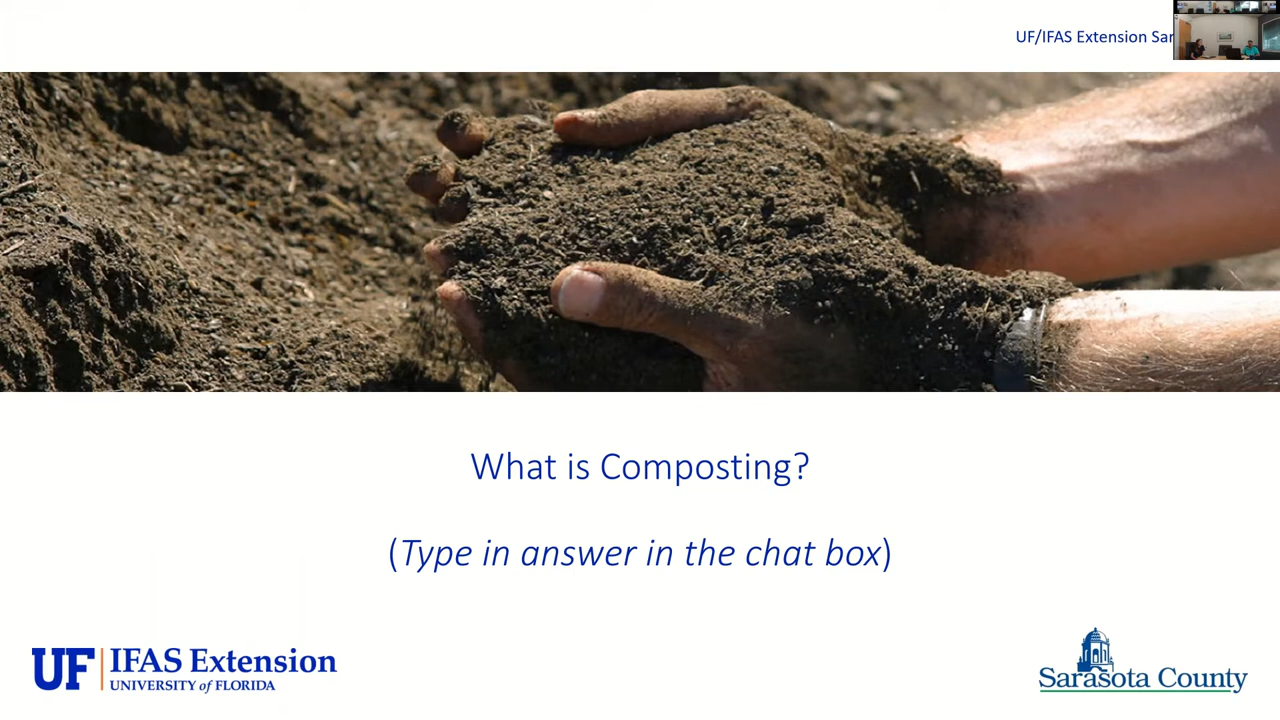 UF/IFAS Extension
What is Composting?
(Type in answer in the chat box)
UF IFAS Extension
UNIVERSITY of FLORIDA
Sarasota County